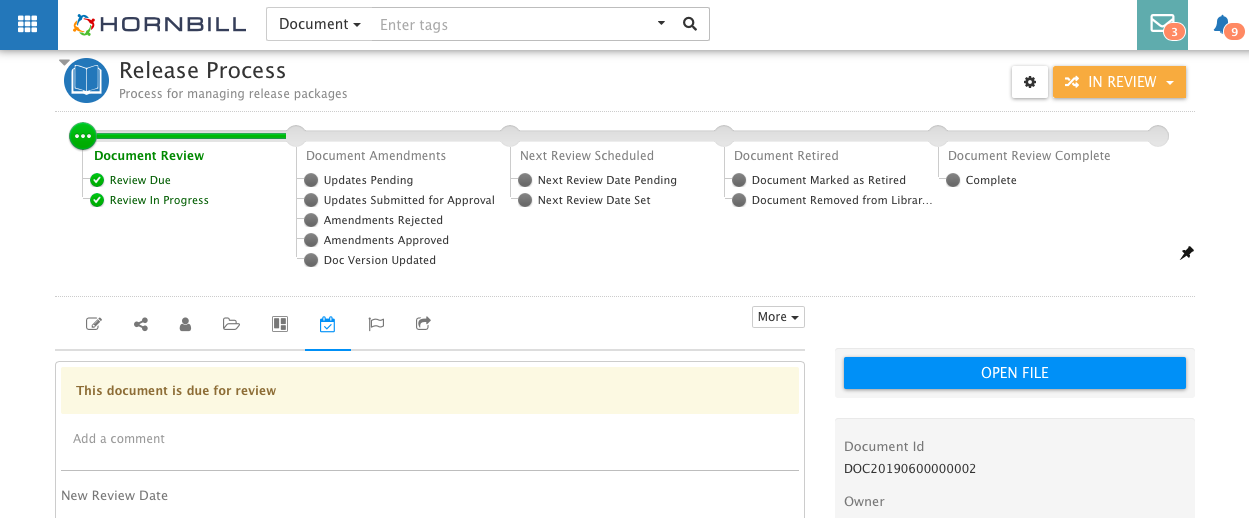 HORNBILL
Document
Enter tags
3
9
Release Process
Process for managing release packages
IN REVIEW
Document Review
Review Due
Review In Progress
Document Amendments
Updates Pending
Updates Submitted for Approval
Amendments Rejected
Amendments Approved
Doc Version Updated
Next Review Scheduled
Next Review Date Pending
Next Review Date Set
Document Retired
Document Marked as Retired
Document Removed from Librar...
Document Review Complete
Complete
More
This document is due for review
Add a comment
New Review Date
OPEN FILE
Document Id
DOC20190600000002
Owner